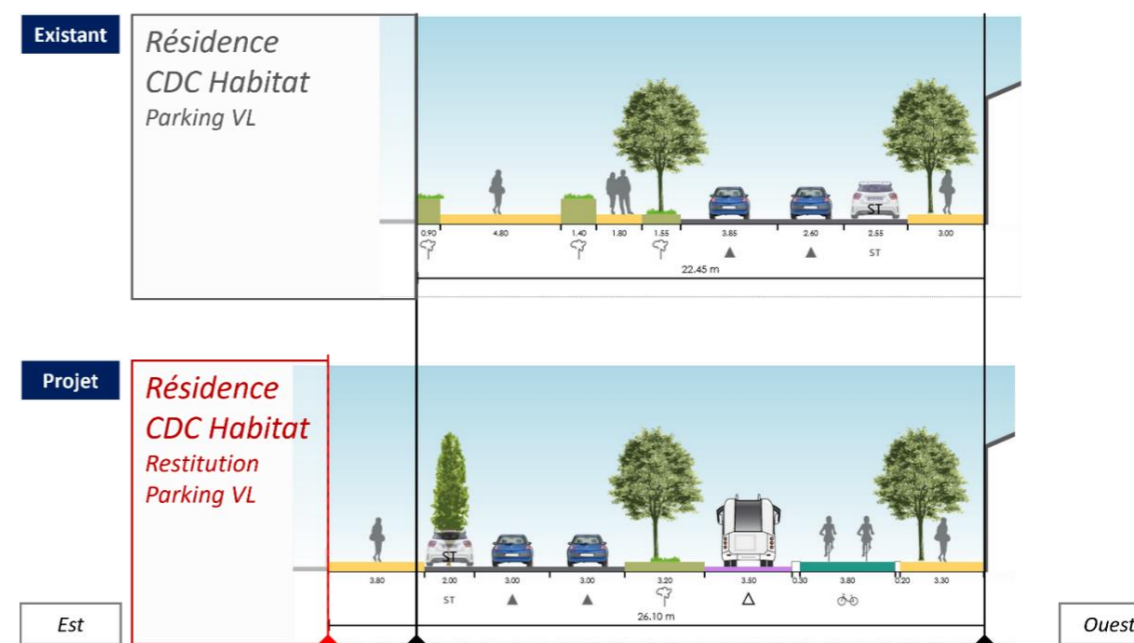 Existant
Résidence
CDC Habitat
Parking VL
ST
0.90 4.80 1.40 1.80 1.55 3.85 2.60 2.55 3.00
ST
22.45 m
Projet
Résidence
CDC Habitat
Restitution
Parking VL
ST
3.80 2.00 3.00 3.00 3.20 3.50 0.30 3.80 0.20 3.30
ST
26.10 m
Est
Ouest